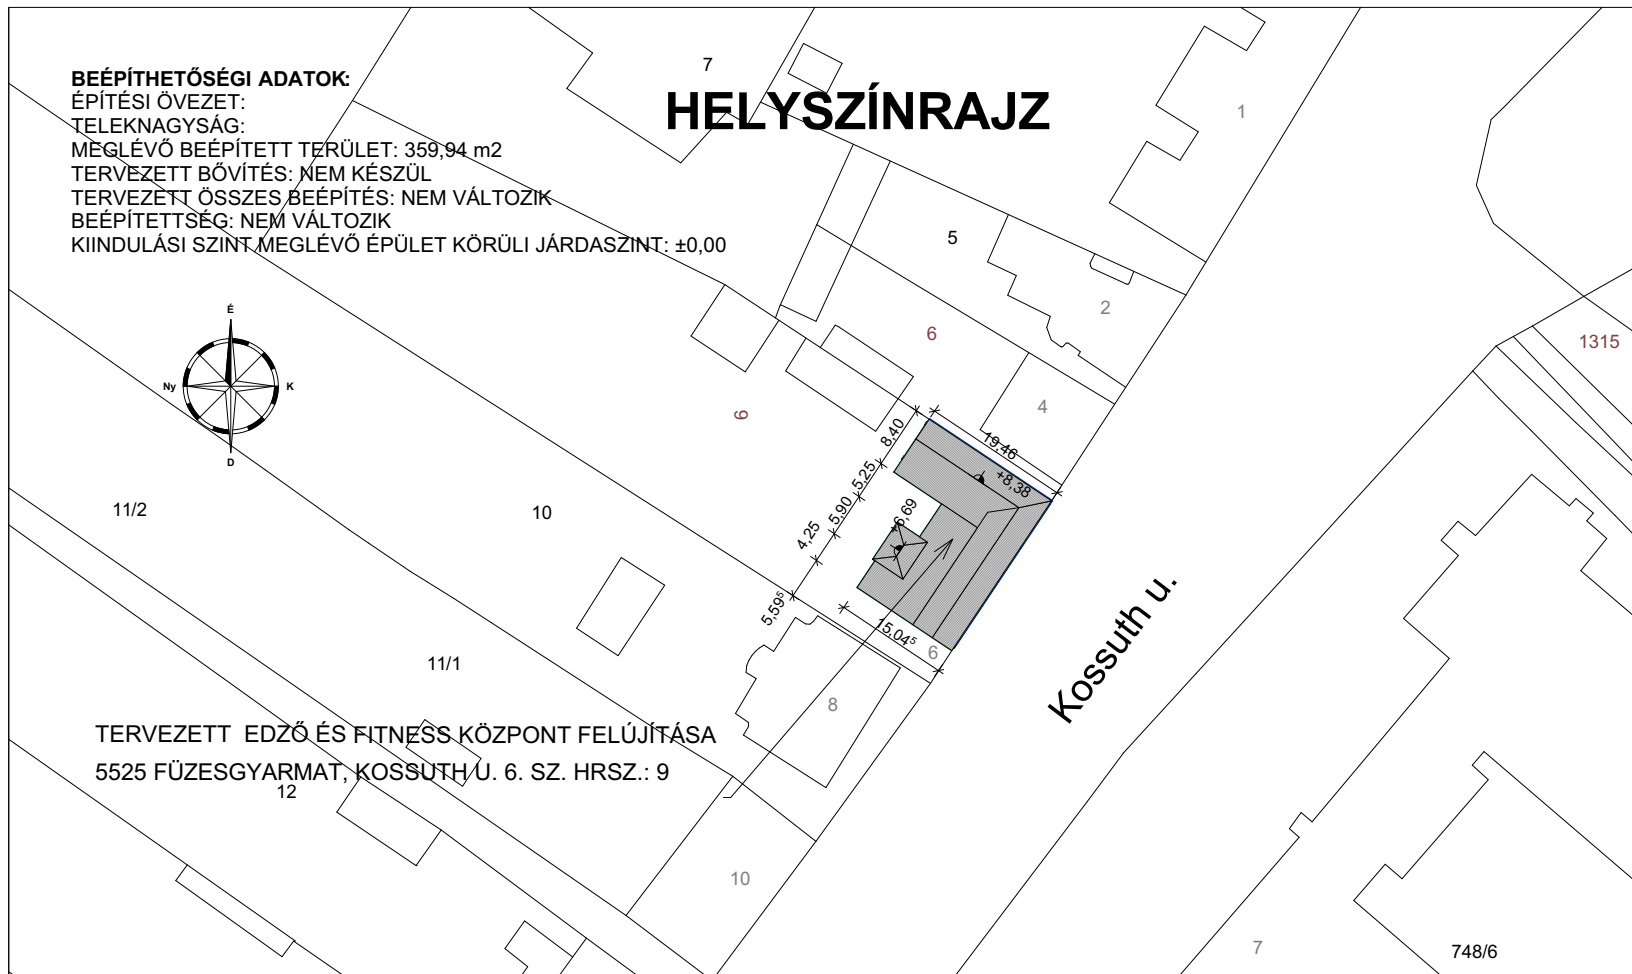 HELYSZÍNRAJZ
BEÉPÍTHETŐSÉGI ADATOK:
ÉPÍTÉSI ÖVEZET:
TELEKNAGYSÁG:
MEGLÉVŐ BEÉPÍTETT TERÜLET: 359,94 m2
TERVEZETT BŐVÍTÉS: NEM KÉSZÜL
TERVEZETT ÖSSZES BEÉPÍTÉS: NEM VÁLTOZIK
BEÉPÍTETTSÉG: NEM VÁLTOZIK
KIINDULÁSI SZINT MEGLÉVŐ ÉPÜLET KÖRÜLI JÁRDASZINT: ±0,00
7
1
5
2
6
1315
4
6
É
Ny
K
D
8,40
19,46
5,25
+8,38
5,90
+6,69
4,25
11/2
10
5,59⁵
15,04⁵
6
Kossuth u.
11/1
8
TERVEZETT EDZŐ ÉS FITNESS KÖZPONT FELÚJÍTÁSA
5525 FÜZESGYARMAT, KOSSUTH U. 6. SZ. HRSZ.: 9
12
10
7
748/6